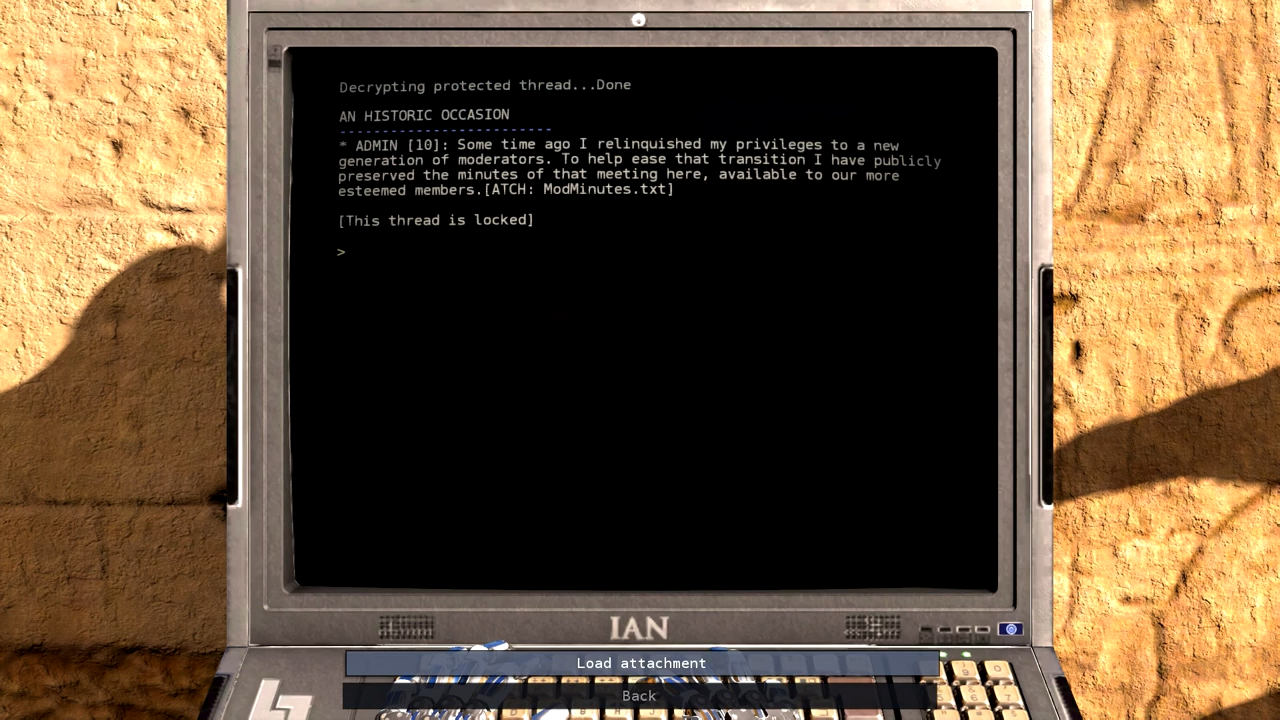 Decrypting protected thread...Done
AN HISTORIC OCCASION
-------------------------
* ADMIN [10]: Some time ago I relinquished my privileges to a new
generation of moderators. To help ease that transition I have publicly
preserved the minutes of that meeting here, available to our more
esteemed members.[ATCH: ModMinutes.txt]
[This thread is locked]
>
IAN
Load attachment
Back